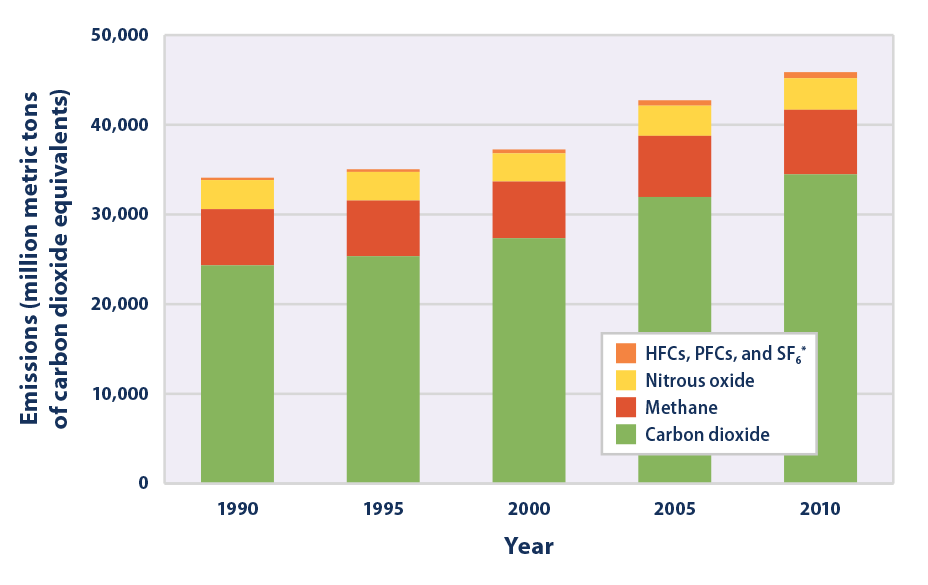 50,000
40,000
30,000
20,000
10,000
0
Emissions (million metric tons
of carbon dioxide equivalents)
HFCs, PFCs, and SF₆*
Nitrous oxide
Methane
Carbon dioxide
1990 1995 2000 2005 2010
Year